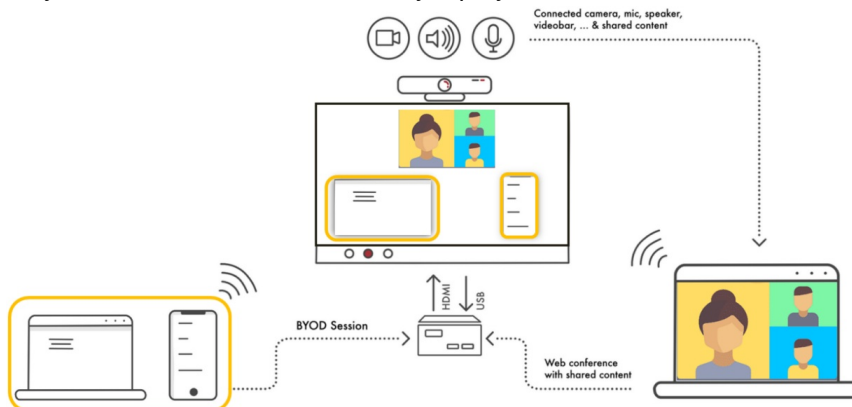 Connected camera, mic, speaker,
videobar, ... & shared content
HDMI
USB
BYOD Session
Web conference
with shared content